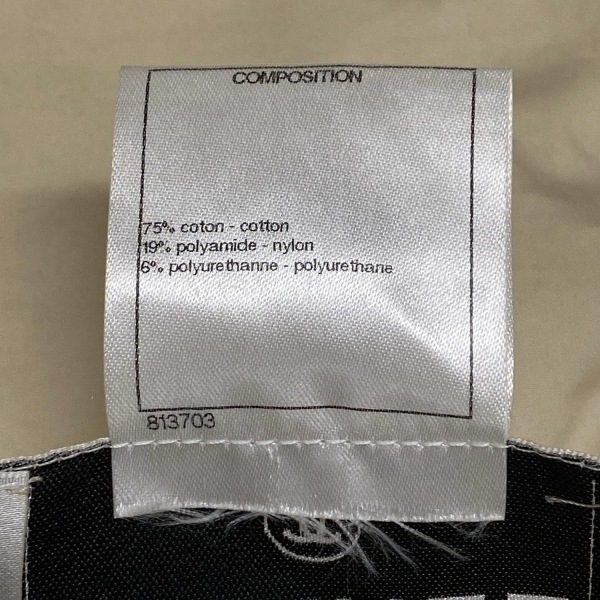 COMPOSITION
75% coton - cotton
19% polyamide - nylon
6% polyurethanne - polyurethane
813703